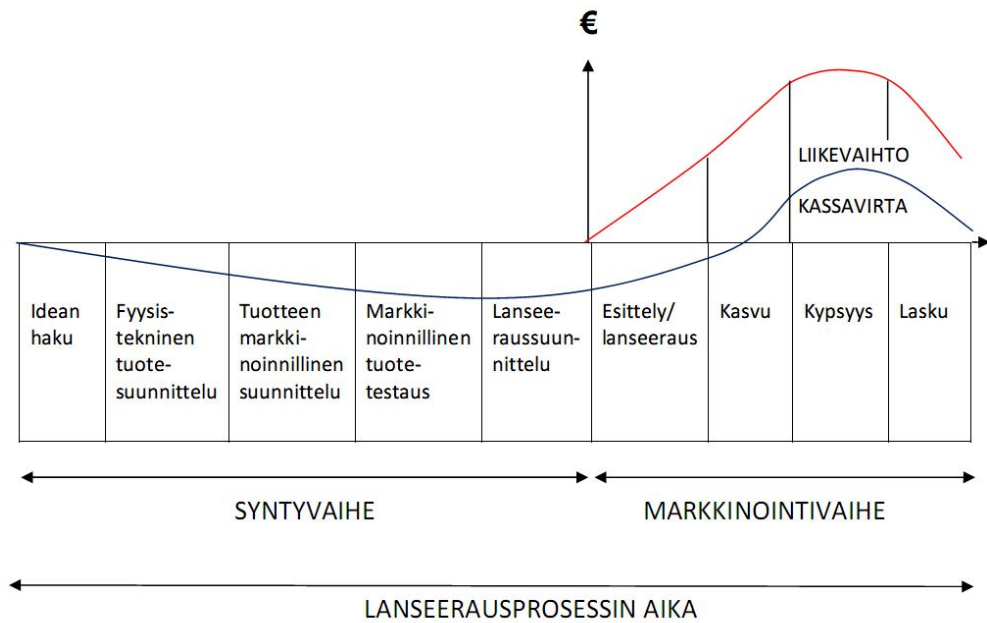 €
LIIKEVAIHTO
KASSAVIRTA
Idean
haku
Fyysis-
tekninen
tuote-
suunnittelu
Tuotteen
markki-
noinnillinen
suunnittelu
Markki-
noinnillinen
tuote-
testaus
Lansee-
raussuun-
nittelu
Esittely/
lanseeraus
Kasvu
Kypsyys
Lasku
SYNTYVAIHE
MARKKINOINTIVAIHE
LANSEERAUSPROSESSIN AIKA